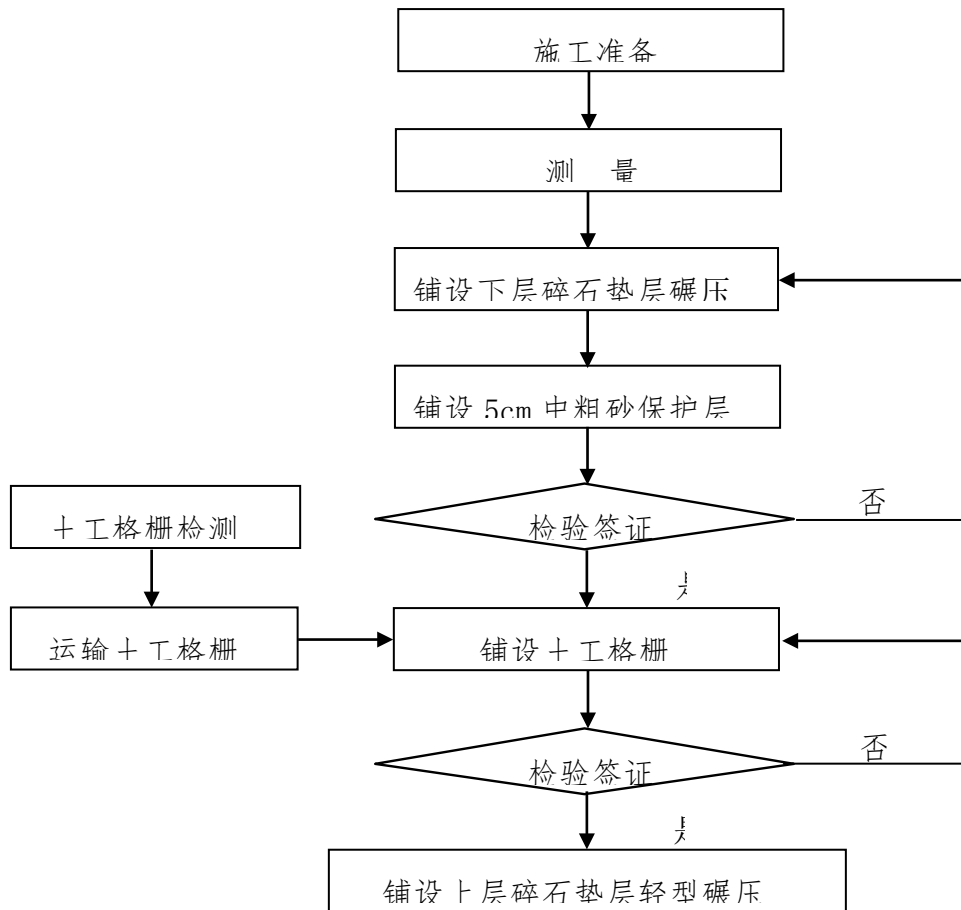 施工准备
测 量
铺设下层碎石垫层碾压
铺设5cm中粗砂保护层
检验签证
否
土工格栅检测
是
运输土工格栅
铺设土工格栅
检验签证
否
是
铺设上层碎石垫层轻型碾压